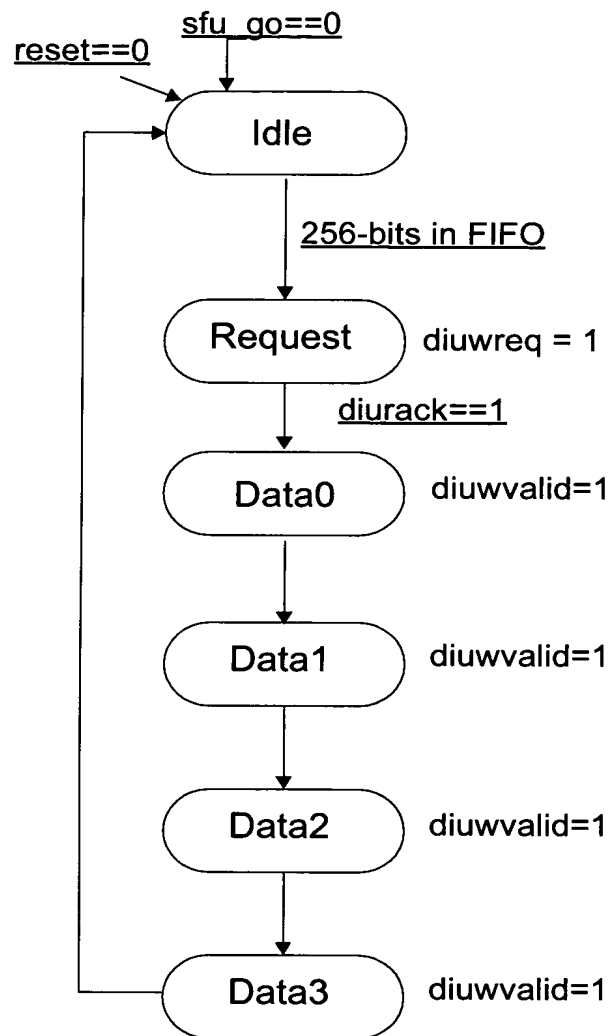 sfu_go==0
reset==0
Idle
256-bits in FIFO
Request diuwreq = 1
diurack==1
Data0 diuwvalid=1
Data1 diuwvalid=1
Data2 diuwvalid=1
Data3 diuwvalid=1